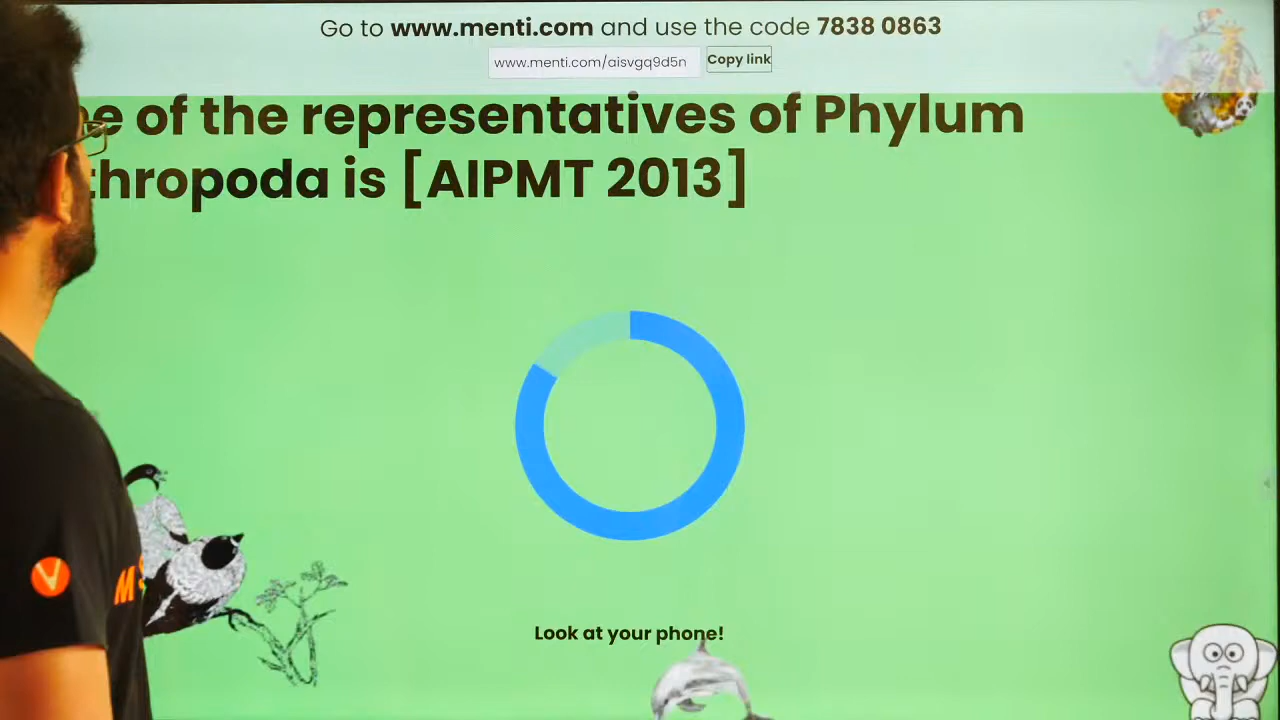 Go to www.menti.com and use the code 7838 0863
www.menti.com/aisvgq9d5n
Copy link
of the representatives of Phylum
is [AIPMT 2013]
Look at your phone!
V
M